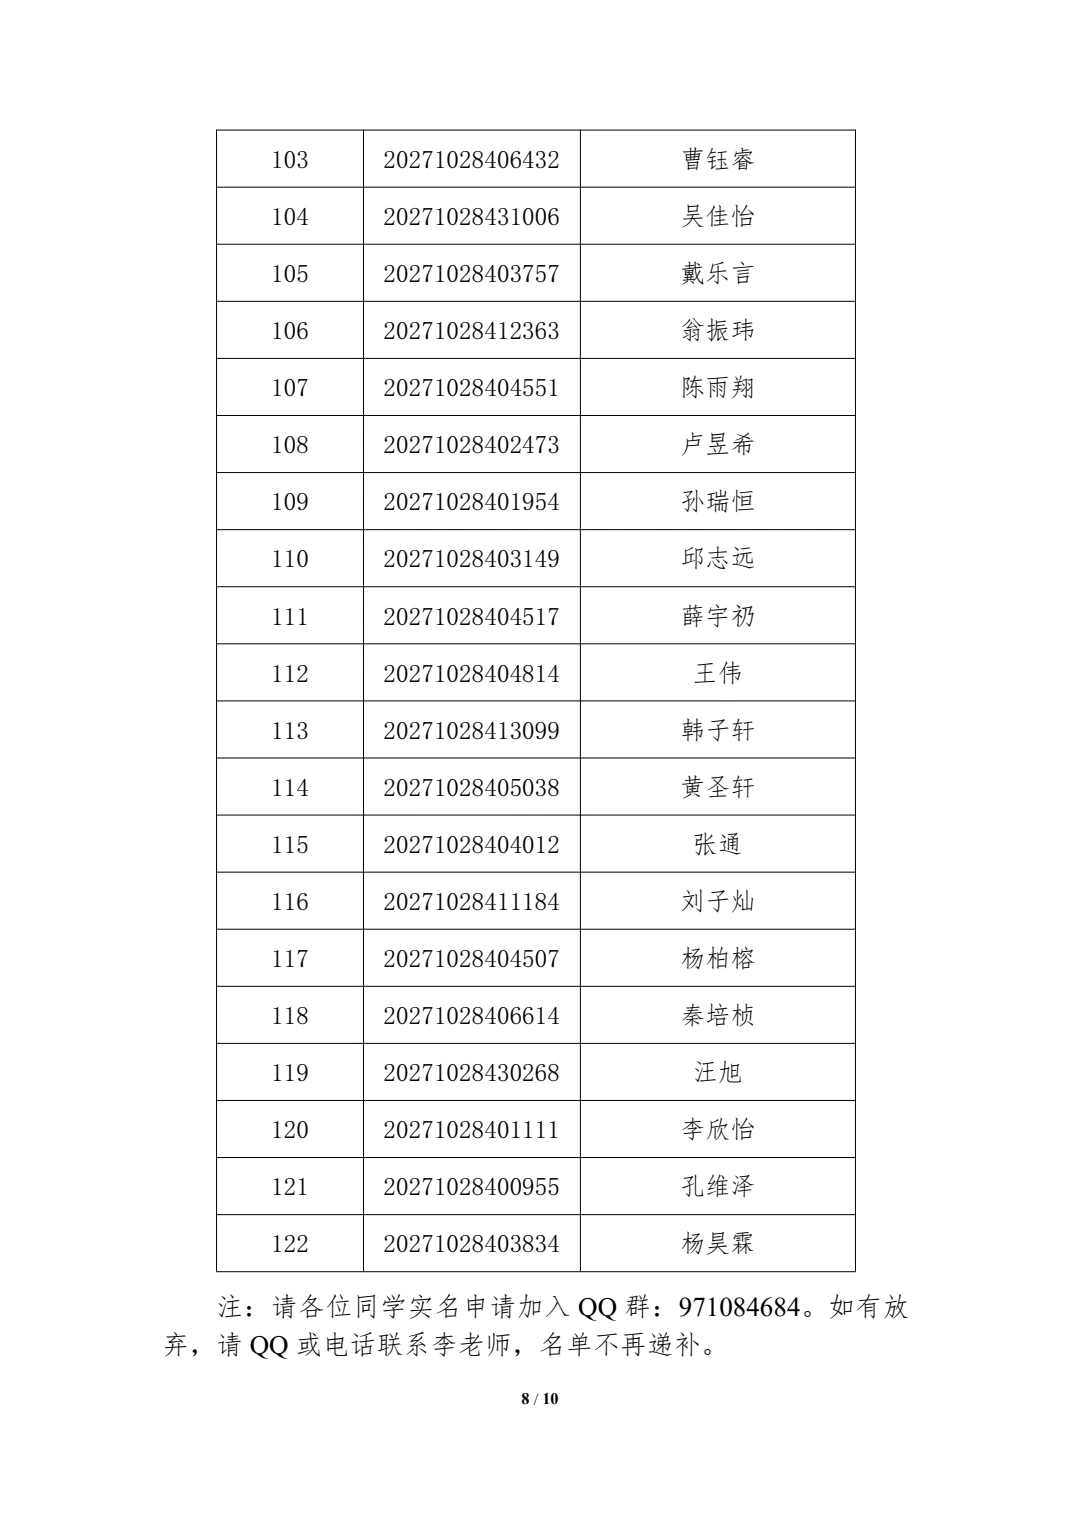 103 20271028406432 曹钰睿
104 20271028431006 吴佳怡
105 20271028403757 戴乐言
106 20271028412363 翁振玮
107 20271028404551 陈雨翔
108 20271028402473 卢昱希
109 20271028401954 孙瑞恒
110 20271028403149 邱志远
111 20271028404517 薛宇礽
112 20271028404814 王伟
113 20271028413099 韩子轩
114 20271028405038 黄圣轩
115 20271028404012 张通
116 20271028411184 刘子灿
117 20271028404507 杨柏榕
118 20271028406614 秦培桢
119 20271028430268 汪旭
120 20271028401111 李欣怡
121 20271028400955 孔维泽
122 20271028403834 杨昊霖
注：请各位同学实名申请加入 QQ 群：971084684。如有放
弃，请 QQ 或电话联系李老师，名单不再递补。
8 / 10